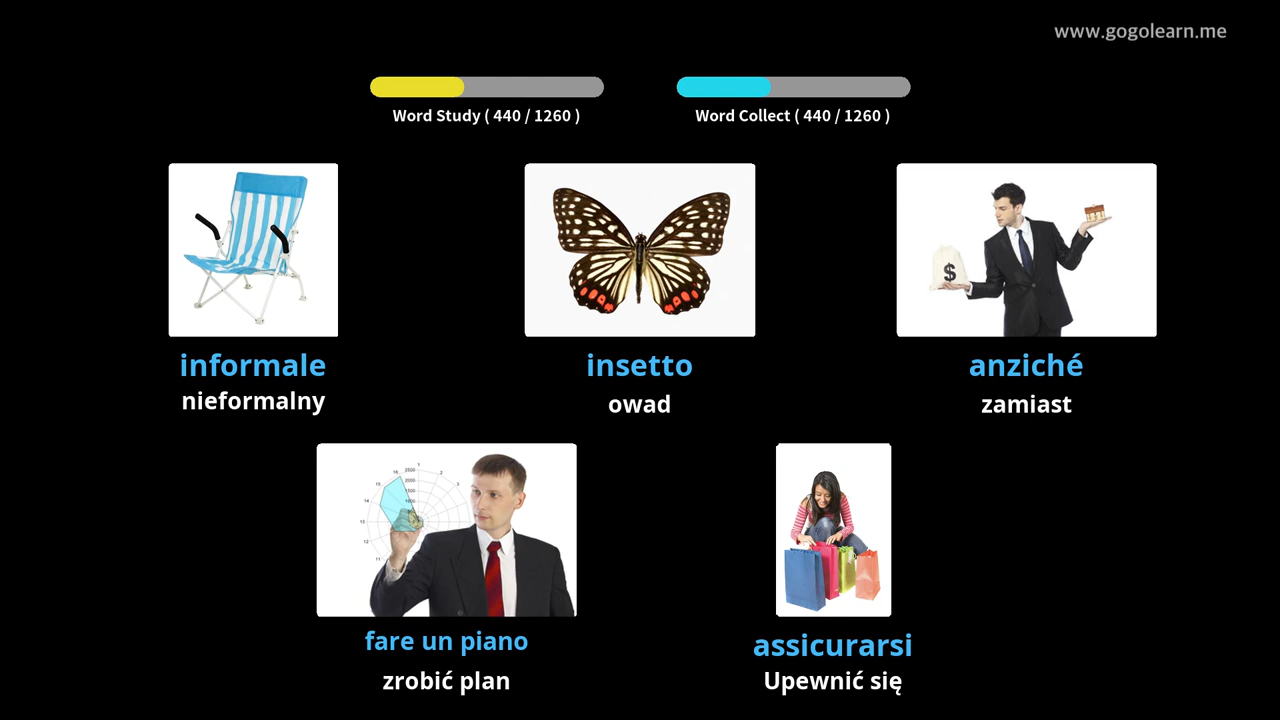 www.gogolearn.me
Word Study ( 440 / 1260 )
Word Collect ( 440 / 1260 )
informale
nieformalny
insetto
owad
anziché
zamiast
fare un piano
zrobić plan
assicurarsi
Upewnić się